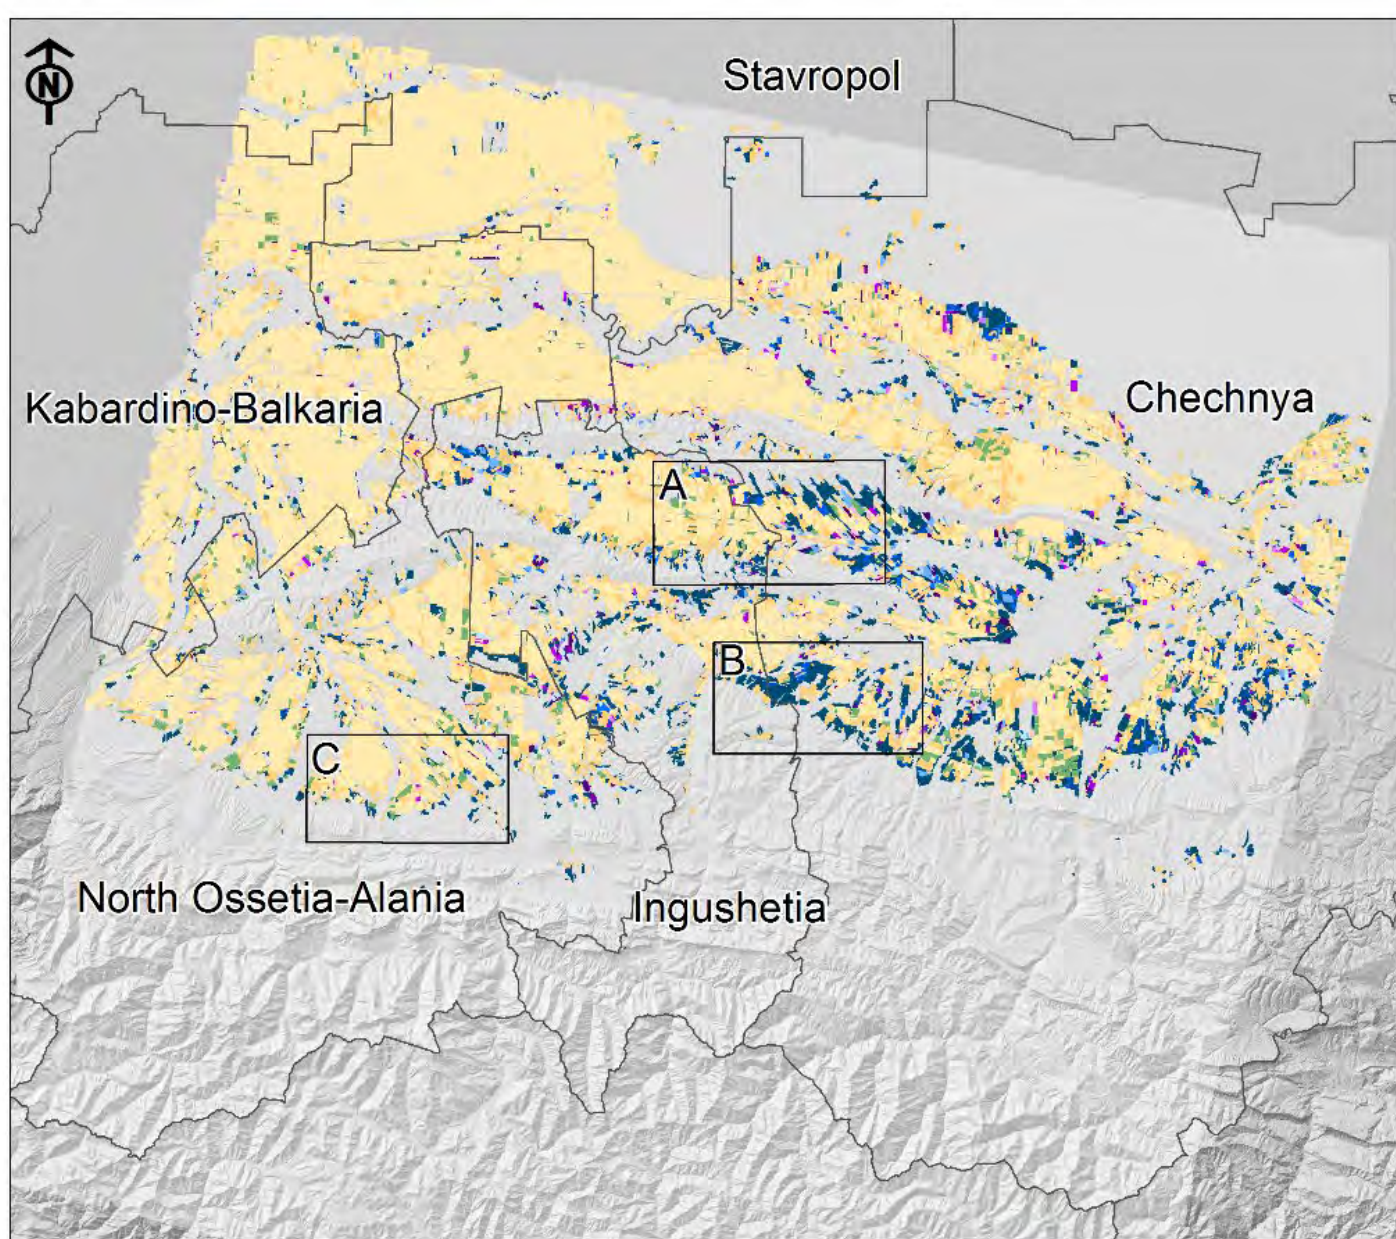 N
Stavropol
Kabardino-Balkaria
Chechnya
A
B
C
North Ossetia-Alania
Ingushetia